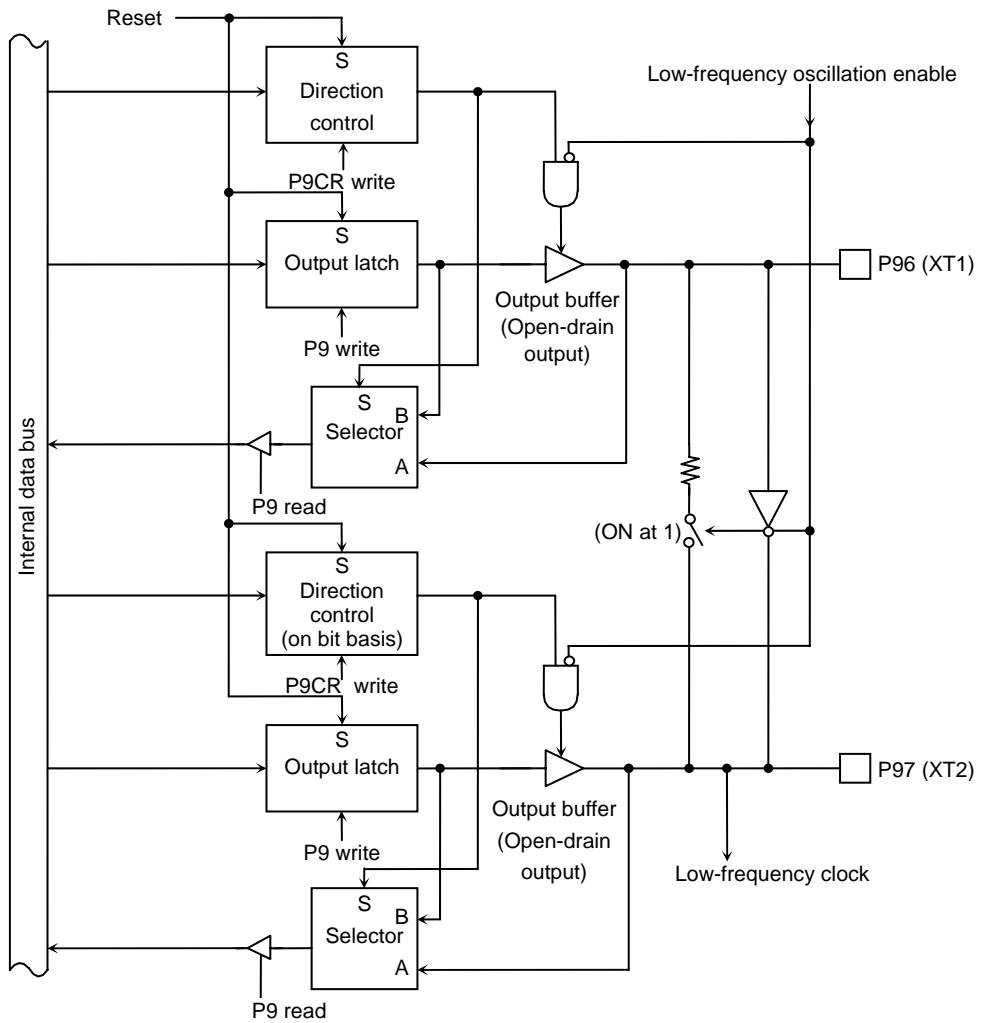 Reset
S
Direction
control
P9CR write
Low-frequency oscillation enable
S
Output latch
P9 write
Output buffer
(Open-drain
output)
P96 (XT1)
S
B
Selector
A
P9 read
Internal data bus
(ON at 1)
S
Direction
control
(on bit basis)
P9CR write
S
Output latch
P9 write
Output buffer
(Open-drain
output)
P97 (XT2)
Low-frequency clock
S
B
Selector
A
P9 read